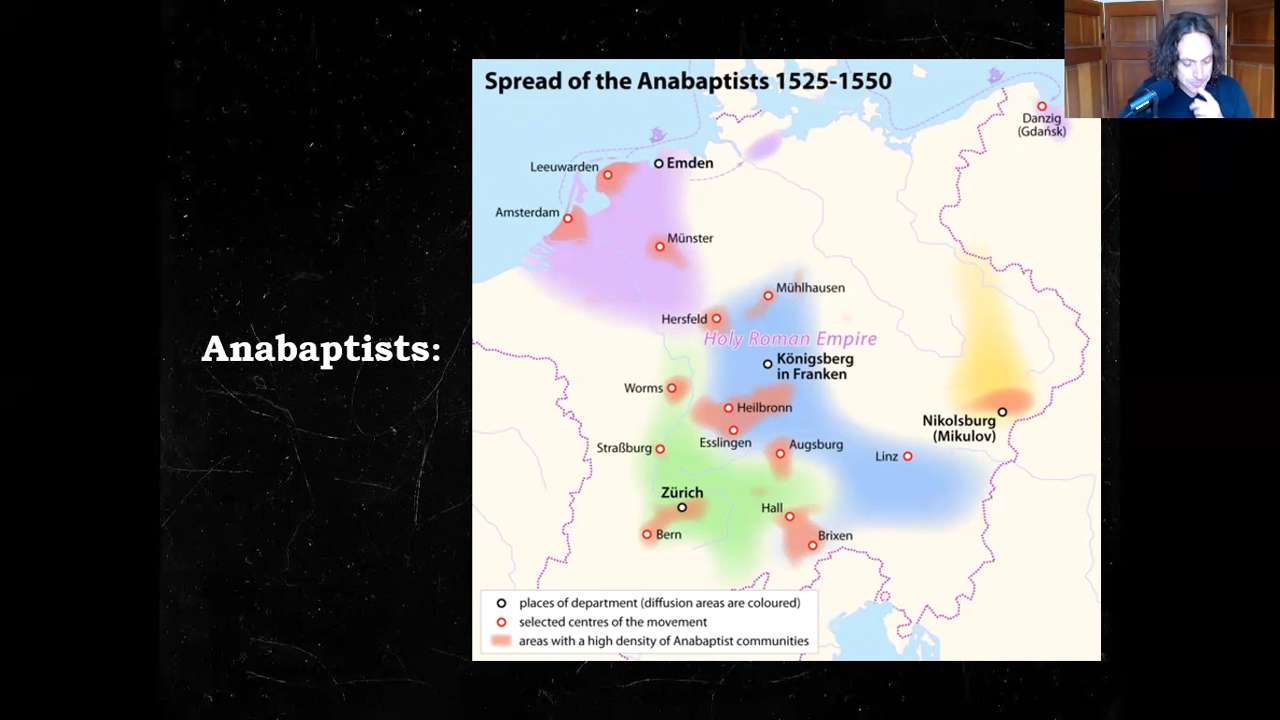 Spread of the Anabaptists 1525-1550
Danzig
(Gdańsk)
Leeuwarden
Emden
Amsterdam
Münster
Mühlhausen
Hersfeld
Holy Roman Empire
Königsberg
in Franken
Anabaptists:
Worms
Heilbronn
Nikolsburg
(Mikulov)
Esslingen
Augsburg
Straßburg
Linz
Zürich
Hall
Bern
Brixen
places of department (diffusion areas are coloured)
selected centres of the movement
areas with a high density of Anabaptist communities